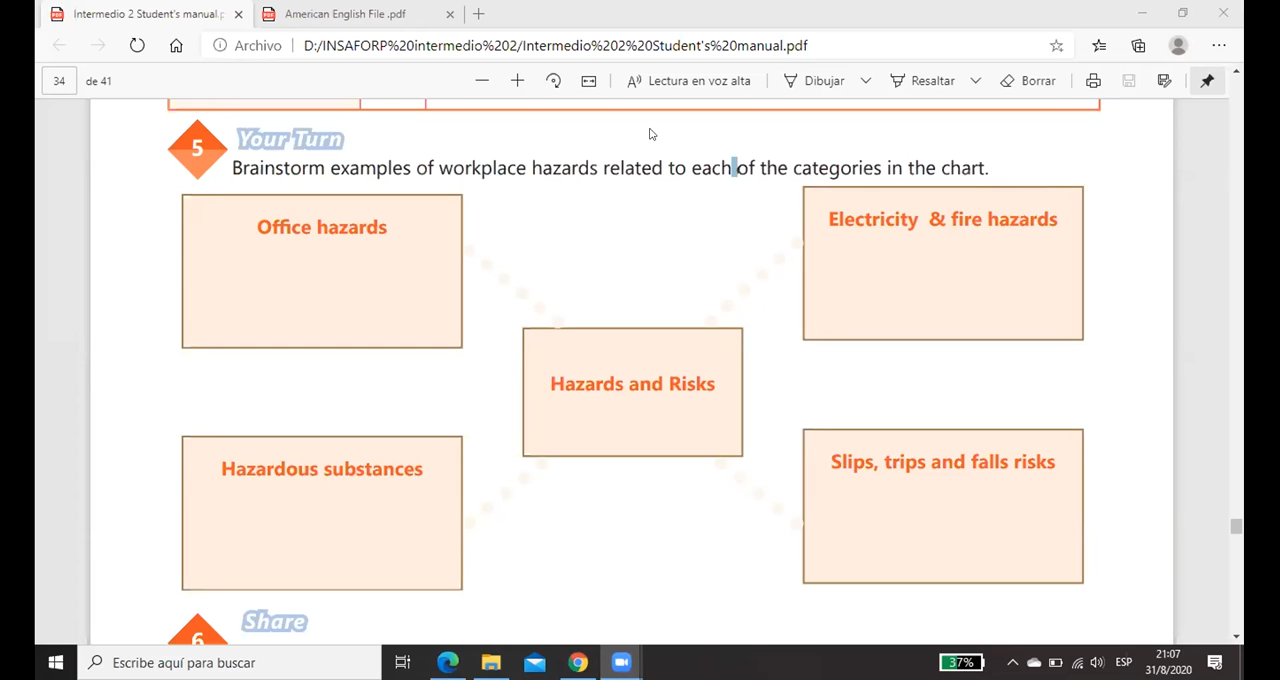 Intermedio 2 Student's manual.p
American English File .pdf
Archivo
D:/INSAFORP%20intermedio%202/Intermedio%202%20Student's%20manual.pdf
34
de 41
Lectura en voz alta
Dibujar
Resaltar
Borrar
5
Your Turn
Brainstorm examples of workplace hazards related to each of the categories in the chart.
Office hazards
Electricity & fire hazards
Hazards and Risks
Hazardous substances
Slips, trips and falls risks
6
Share
Escribe aquí para buscar
37%
ESP
21:07
31/8/2020